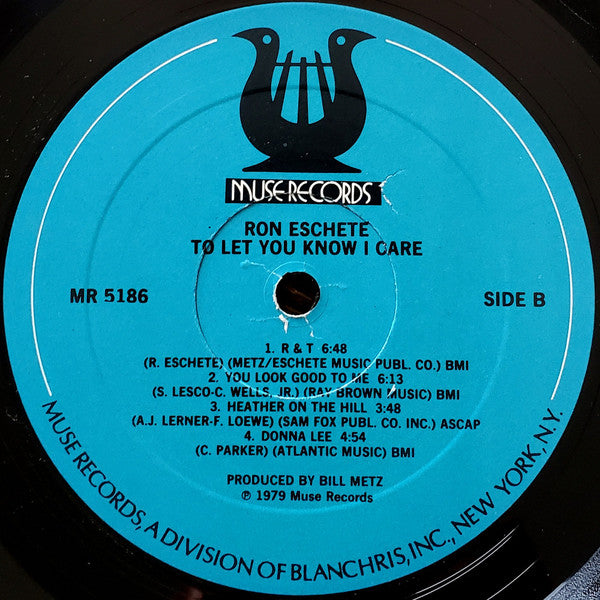 MUSE RECORDS
RON ESCHETE
TO LET YOU KNOW I CARE
MR 5186
SIDE B
1. R & T 6:48
(R. ESCHETE) (METZ/ESCHETE MUSIC PUBL. CO.) BMI
2. YOU LOOK GOOD TO ME 6:13
(S. LESCO-C. WELLS, JR.) (RAY BROWN MUSIC) BMI
3. HEATHER ON THE HILL 3:48
(A.J. LERNER-F. LOEWE) (SAM FOX PUBL. CO. INC.) ASCAP
4. DONNA LEE 4:54
(C. PARKER) (ATLANTIC MUSIC) BMI
PRODUCED BY BILL METZ
℗ 1979 Muse Records
MUSE RECORDS, A DIVISION OF BLANCHRIS, INC., NEW YORK, N.Y.